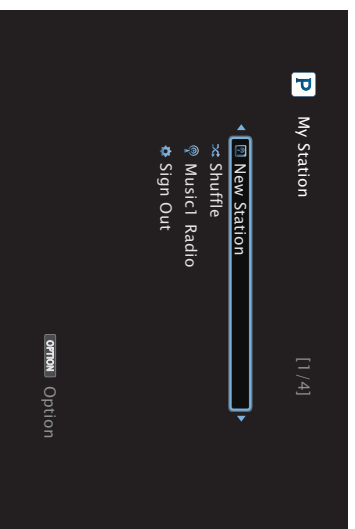 P My Station [1/4]
New Station
Shuffle
Music1 Radio
Sign Out
OPTION Option